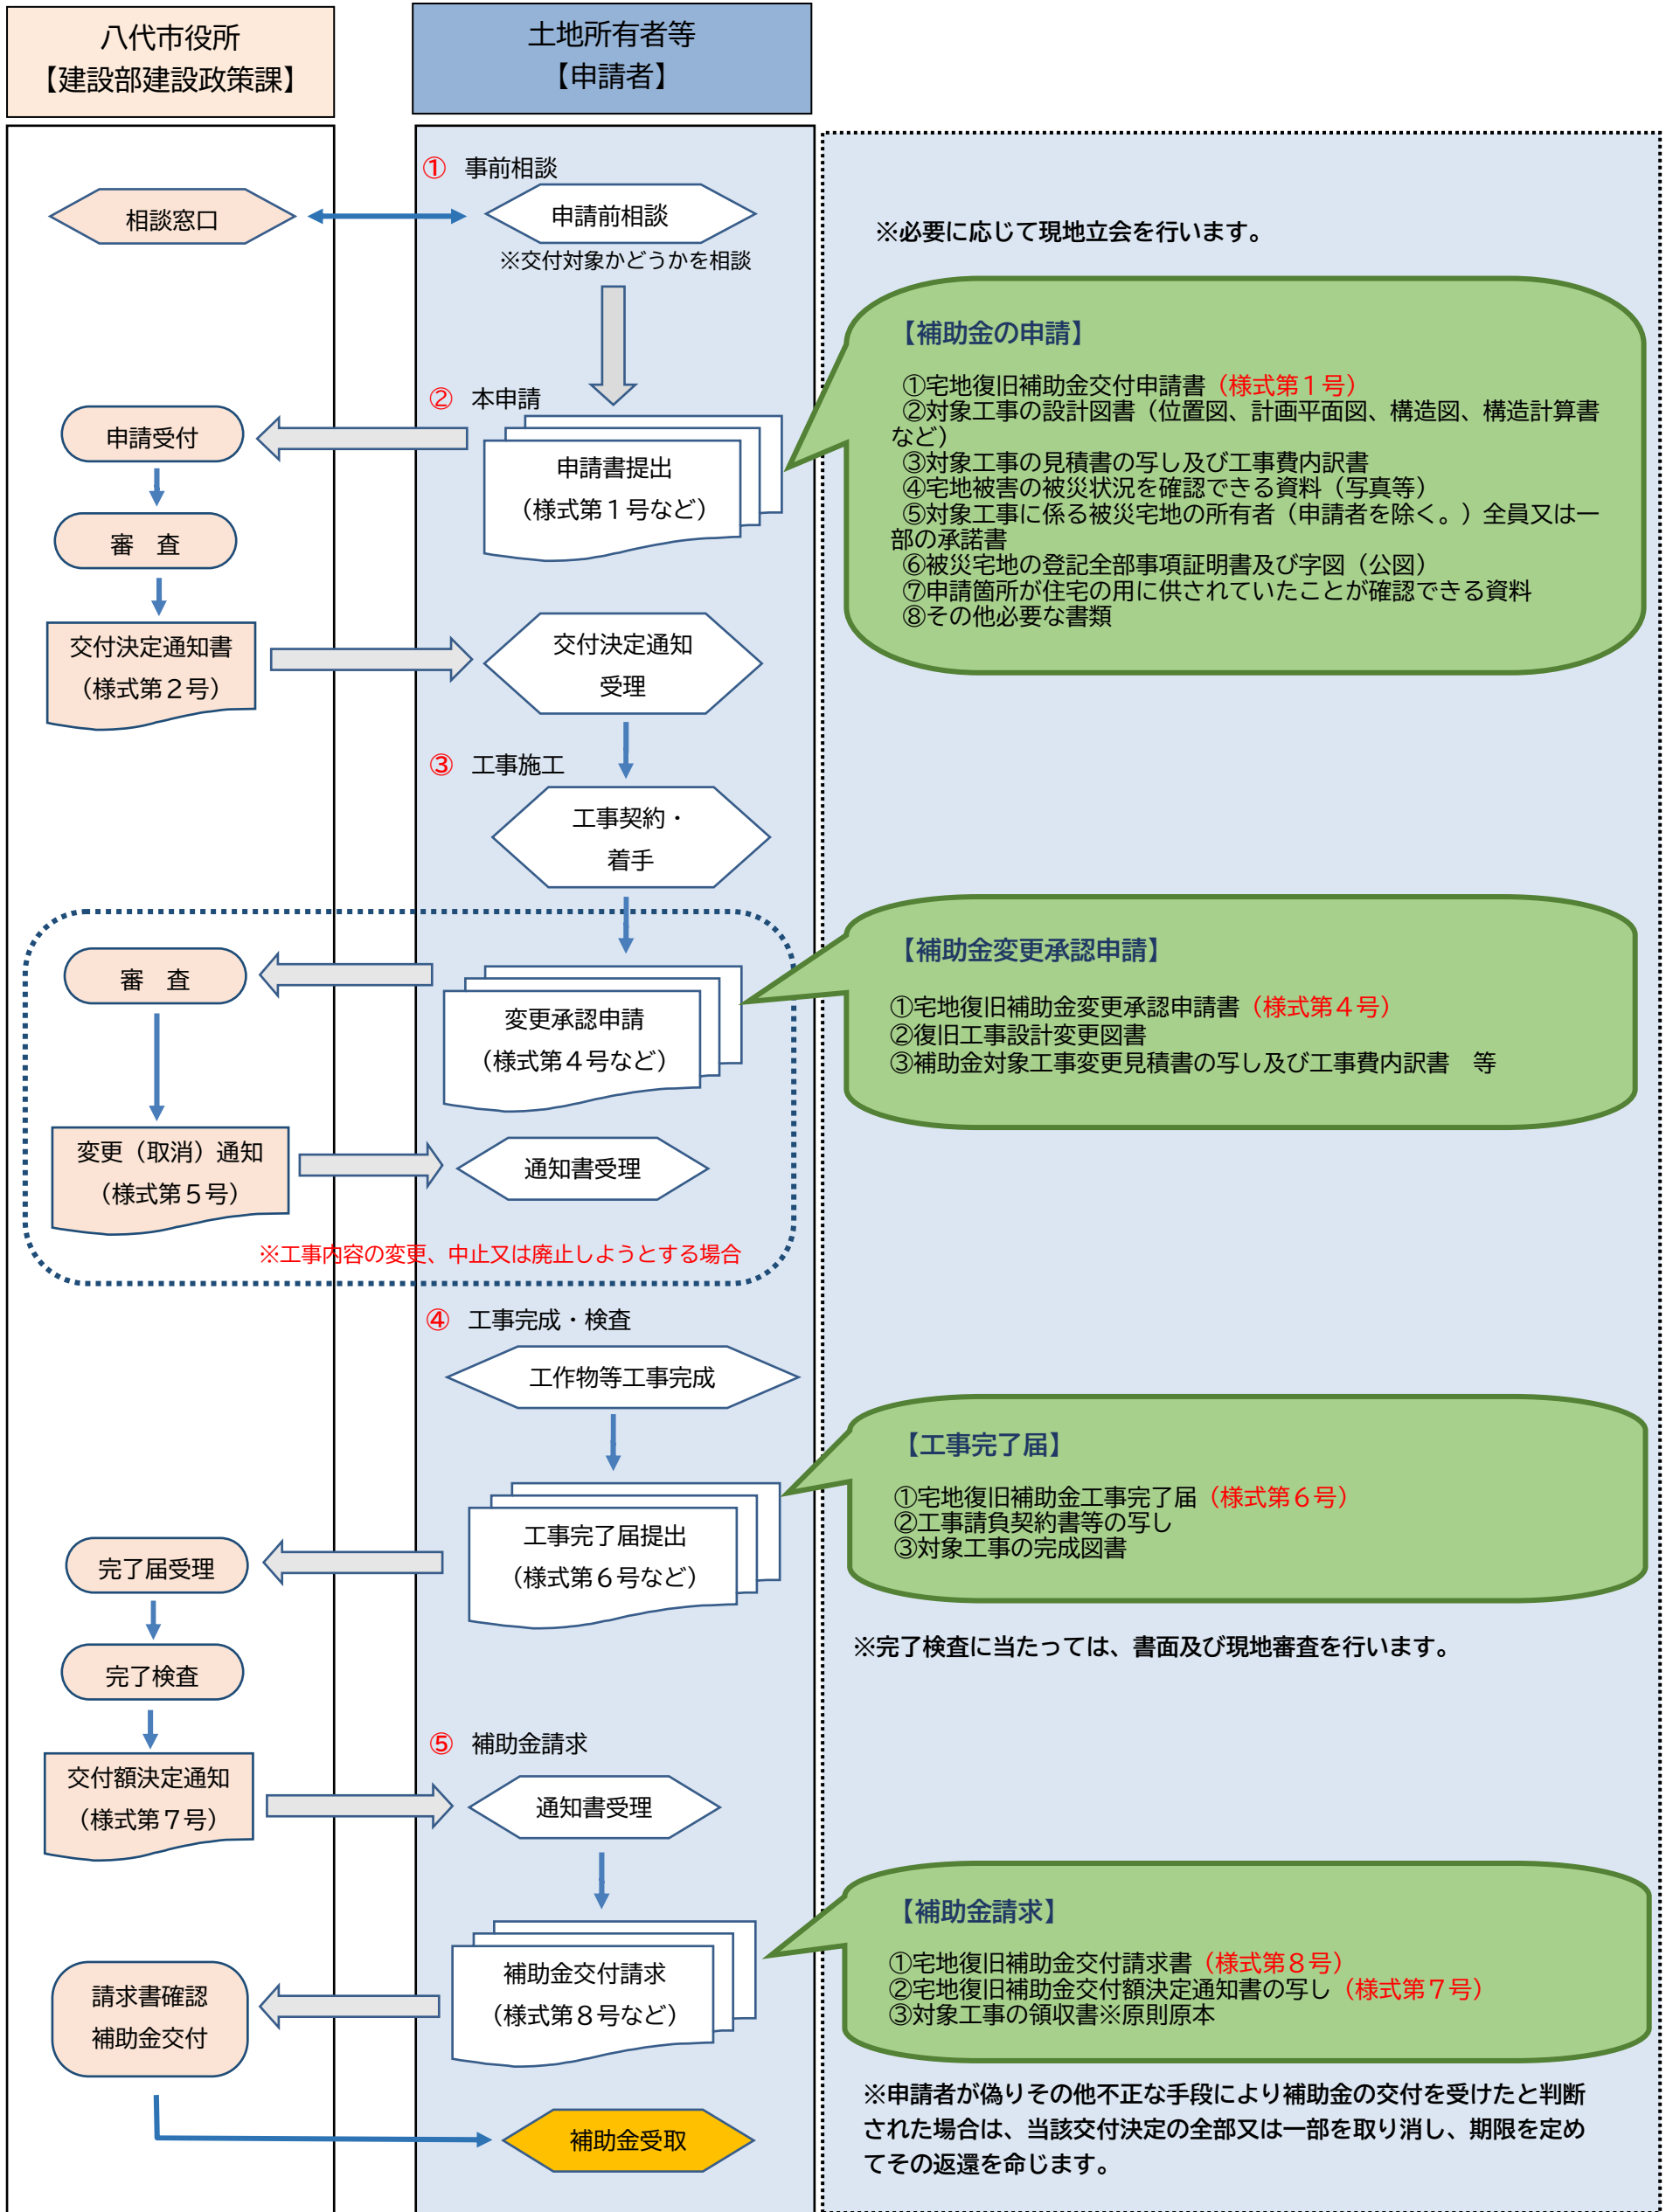 八代市役所
【建設部建設政策課】
土地所有者等
【申請者】
① 事前相談
相談窓口
申請前相談
※交付対象かどうかを相談
※必要に応じて現地立会を行います。
【補助金の申請】
①宅地復旧補助金交付申請書（様式第１号）
②対象工事の設計図書（位置図、計画平面図、構造図、構造計算書
など）
③対象工事の見積書の写し及び工事費内訳書
④宅地被害の被災状況を確認できる資料（写真等）
⑤対象工事に係る被災宅地の所有者（申請者を除く。）全員又は一
部の承諾書
⑥被災宅地の登記全部事項証明書及び字図（公図）
⑦申請箇所が住宅の用に供されていたことが確認できる資料
⑧その他必要な書類
② 本申請
申請受付
申請書提出
（様式第１号など）
審　査
交付決定通知書
（様式第２号）
交付決定通知
受理
③ 工事施工
工事契約・
着手
審　査
変更承認申請
（様式第４号など）
【補助金変更承認申請】
①宅地復旧補助金変更承認申請書（様式第４号）
②復旧工事設計変更図書
③補助金対象工事変更見積書の写し及び工事費内訳書　等
変更（取消）通知
（様式第５号）
通知書受理
※工事内容の変更、中止又は廃止しようとする場合
④ 工事完成・検査
工作物等工事完成
【工事完了届】
①宅地復旧補助金工事完了届（様式第６号）
②工事請負契約書等の写し
③対象工事の完成図書
工事完了届提出
（様式第６号など）
完了届受理
※完了検査に当たっては、書面及び現地審査を行います。
完了検査
⑤ 補助金請求
交付額決定通知
（様式第７号）
通知書受理
【補助金請求】
①宅地復旧補助金交付請求書（様式第８号）
②宅地復旧補助金交付額決定通知書の写し（様式第７号）
③対象工事の領収書※原則原本
補助金交付請求
（様式第８号など）
請求書確認
補助金交付
※申請者が偽りその他不正な手段により補助金の交付を受けたと判断
された場合は、当該交付決定の全部又は一部を取り消し、期限を定め
てその返還を命じます。
補助金受取